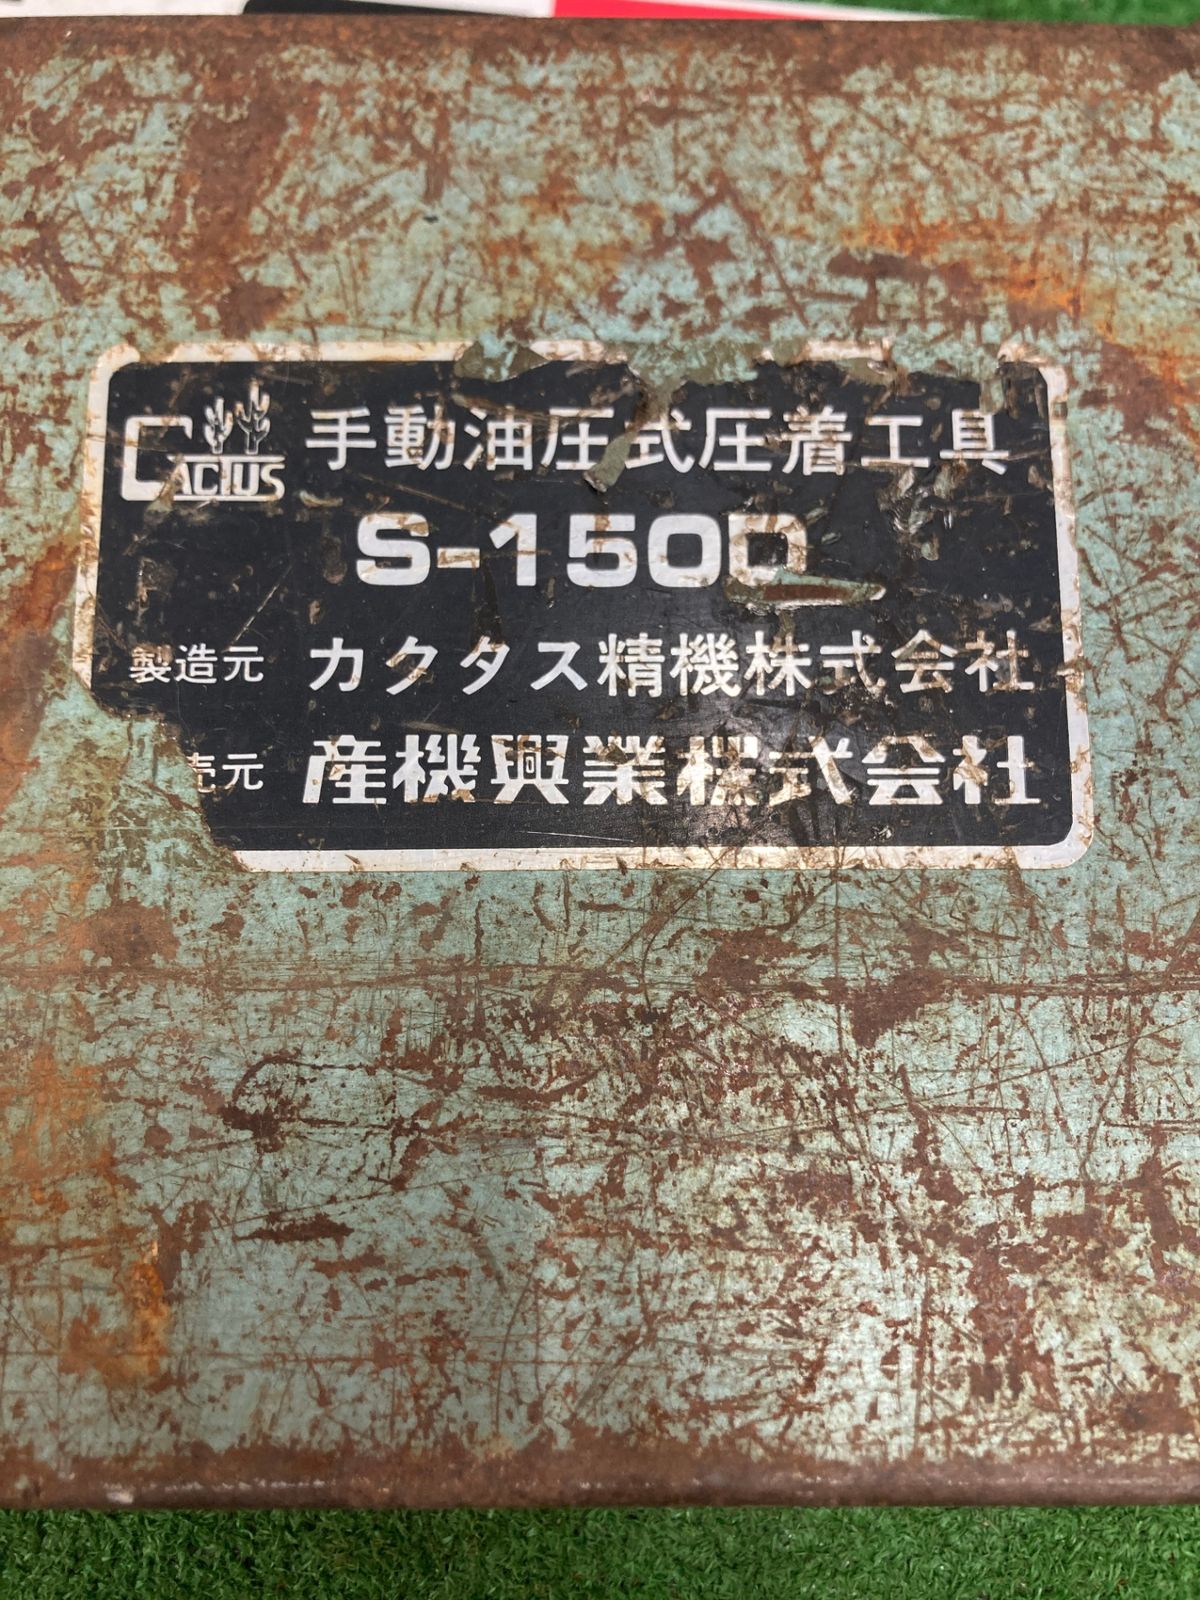 CACTUS 手動油圧式圧着工具
S-150D
製造元 カクタス精機株式会社
売元 産機興業株式会社